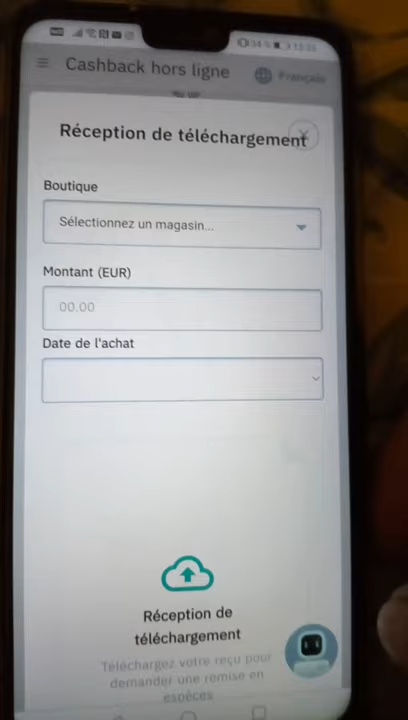 Cashback hors ligne
Français
Réception de téléchargement
Boutique
Sélectionnez un magasin...
Montant (EUR)
00.00
Date de l'achat
Réception de
téléchargement
Téléchargez votre reçu pour
demander une remise en
espèces